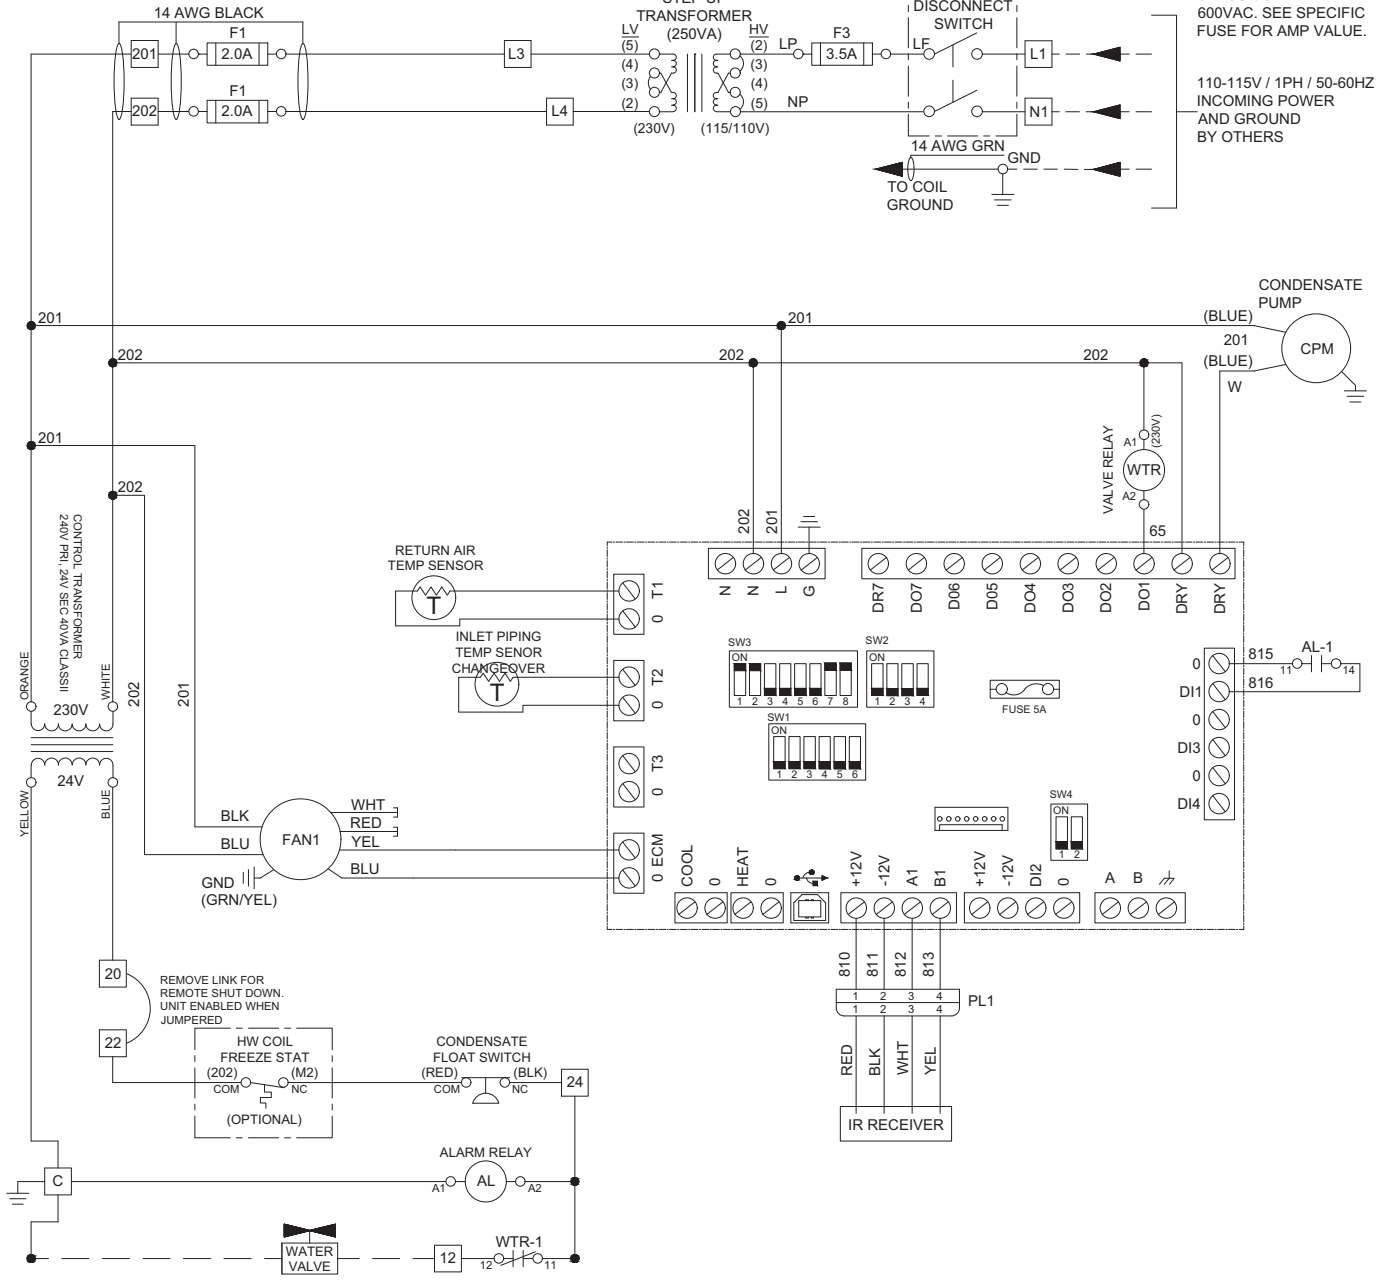 14 AWG BLACK
F1
201
2.0A
F1
202
2.0A
L3
L4
TRANSFORMER
(250VA)
LV
(5)
(4)
(3)
(2)
(230V)
HV
(2)
(3)
(4)
(5)
(115/110V)
LP
F3
3.5A
LF
NP
DISCONNECT
SWITCH
L1
N1
14 AWG GRN
GND
TO COIL
GROUND
600VAC. SEE SPECIFIC
FUSE FOR AMP VALUE.
110-115V / 1PH / 50-60HZ
INCOMING POWER
AND GROUND
BY OTHERS
CONDENSATE
PUMP
201
201
(BLUE)
201
(BLUE)
W
CPM
202
202
202
201
202
VALVE RELAY
A1
(230V)
WTR
A2
65
CONTROL TRANSFORMER
240V PRI, 24V SEC 40VA CLASSII
ORANGE
WHITE
230V
24V
YELLOW
BLUE
202
201
RETURN AIR
TEMP SENSOR
T
INLET PIPING
TEMP SENOR
CHANGEOVER
T
202
201
N
N
L
G
DR7
DO7
D06
D05
DO4
DO3
DO2
DO1
DRY
DRY
T1
0
T2
0
T3
0
ECM
0
SW3
ON
1 2 3 4 5 6 7 8
SW2
ON
1 2 3 4
SW1
ON
1 2 3 4 5 6
FUSE 5A
SW4
ON
1 2
0
DI1
0
DI3
0
DI4
815
816
AL-1
11
14
BLK
BLU
FAN1
WHT
RED
YEL
BLU
GND
(GRN/YEL)
COOL
0
HEAT
0
+12V
-12V
A1
B1
+12V
-12V
DI2
0
A
B
810
811
812
813
1 2 3 4
1 2 3 4
PL1
RED
BLK
WHT
YEL
IR RECEIVER
20
22
REMOVE LINK FOR
REMOTE SHUT DOWN.
UNIT ENABLED WHEN
JUMPERED
HW COIL
FREEZE STAT
(202)
(M2)
COM
NC
(OPTIONAL)
CONDENSATE
FLOAT SWITCH
(RED)
(BLK)
COM
NC
24
ALARM RELAY
C
A1
AL
A2
WATER
VALVE
12
WTR-1
12
11